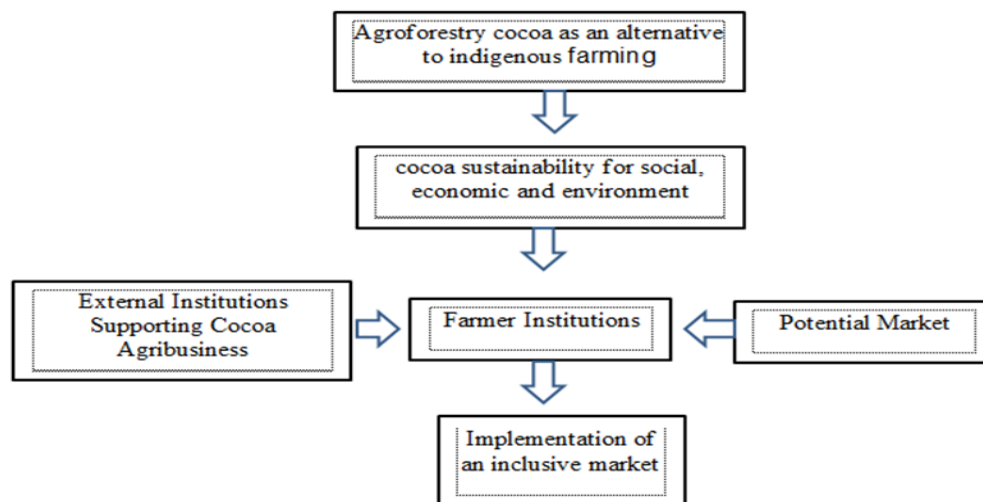 Agroforestry cocoa as an alternative
to indigenous farming
cocoa sustainability for social,
economic and environment
External Institutions
Supporting Cocoa
Agribusiness
Farmer Institutions
Potential Market
Implementation of
an inclusive market